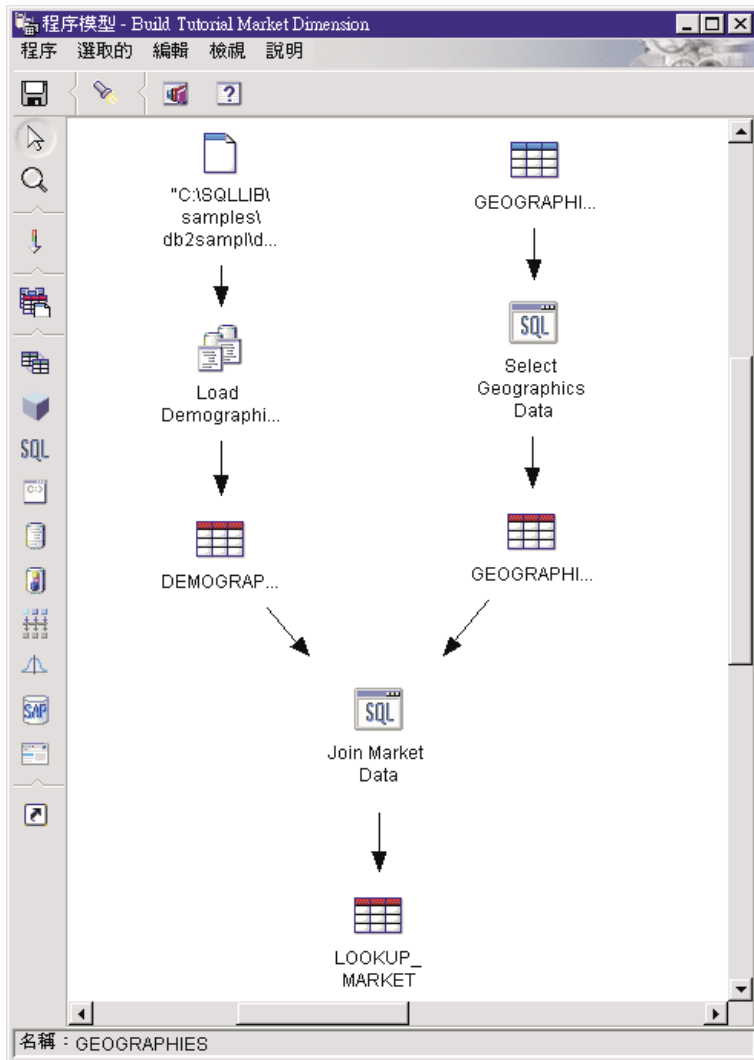 程序模型 - Build Tutorial Market Dimension
程序 選取的 編輯 檢視 說明
"C:\SQLLIB\
samples\
db2sampl\d...
GEOGRAPHI...
SQL
Select
Geographics
Data
Load
Demographi...
SQL
C:>
DEMOGRAP...
GEOGRAPHI...
SQL
Join Market
Data
SAP
LOOKUP_
MARKET
名稱：GEOGRAPHIES